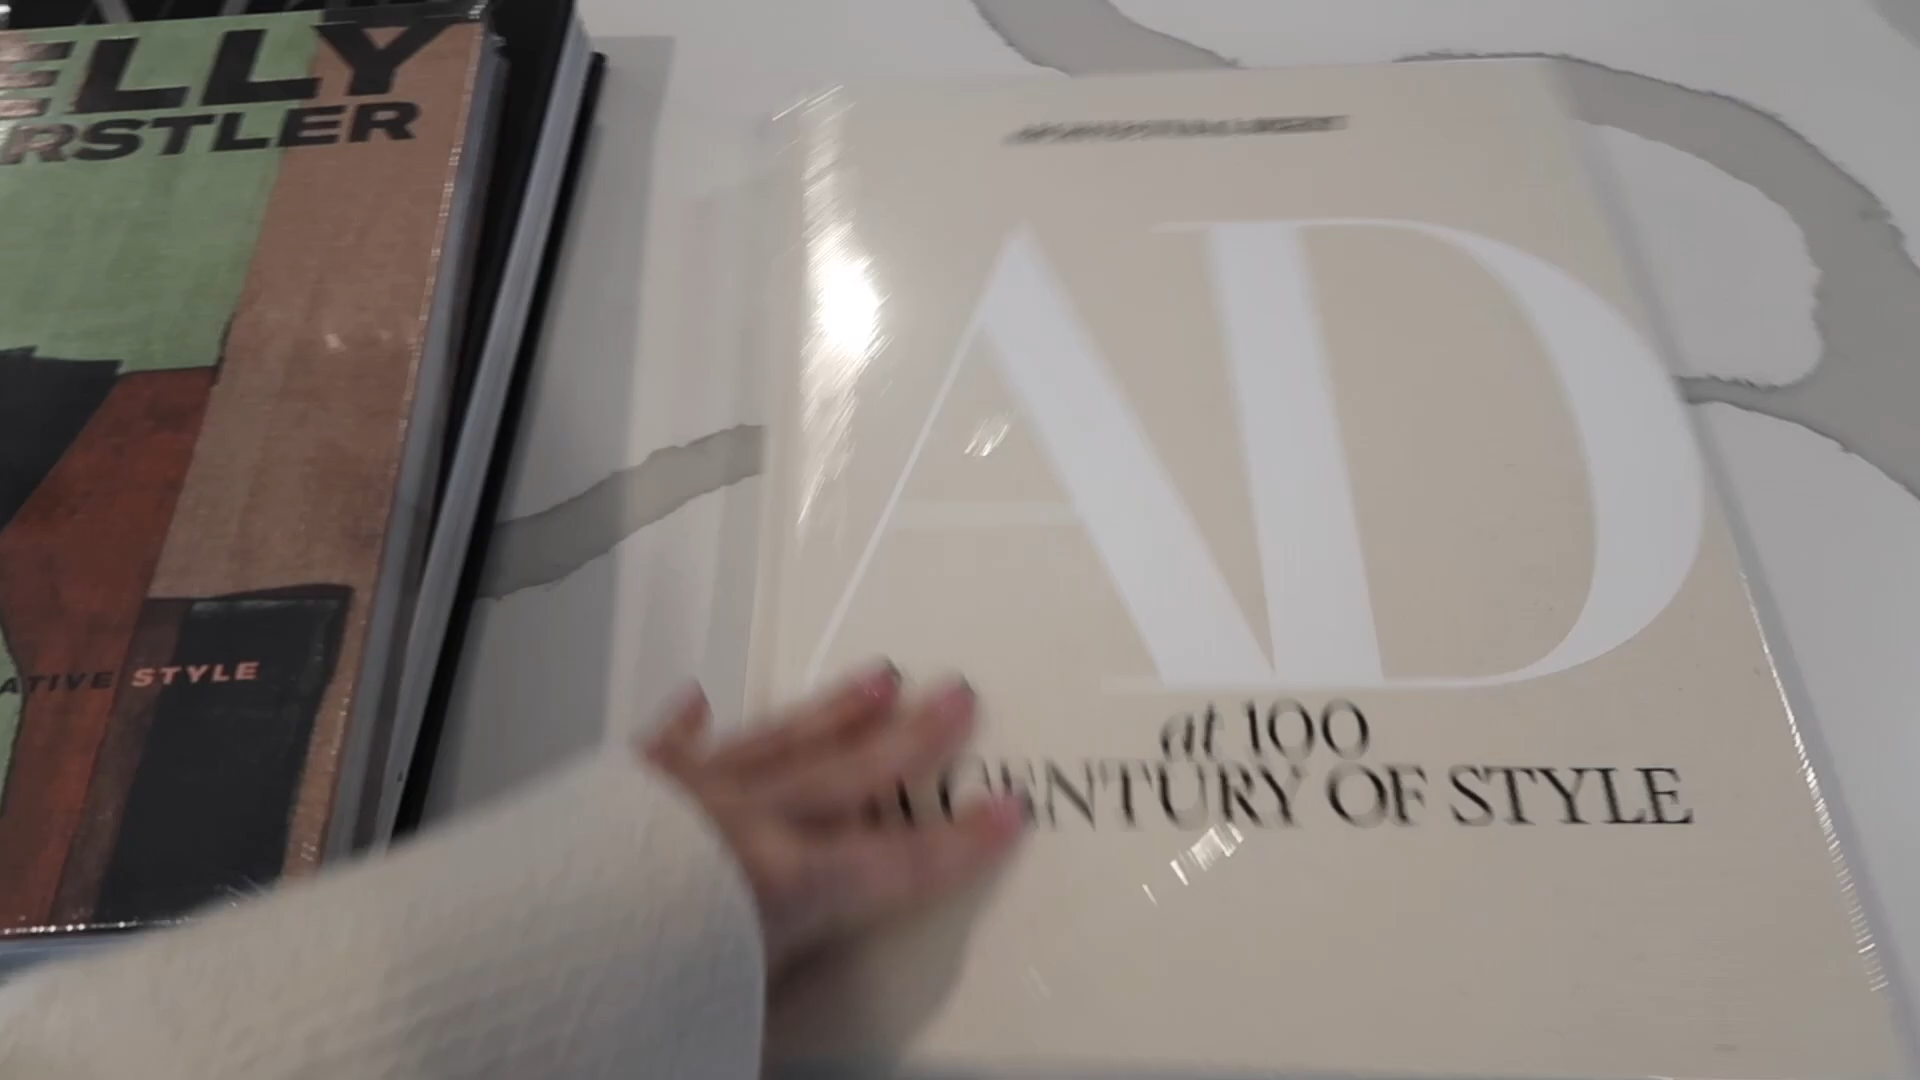 ELLY
RSTLER
ATIVE STYLE
AD
at 100
A CENTURY OF STYLE